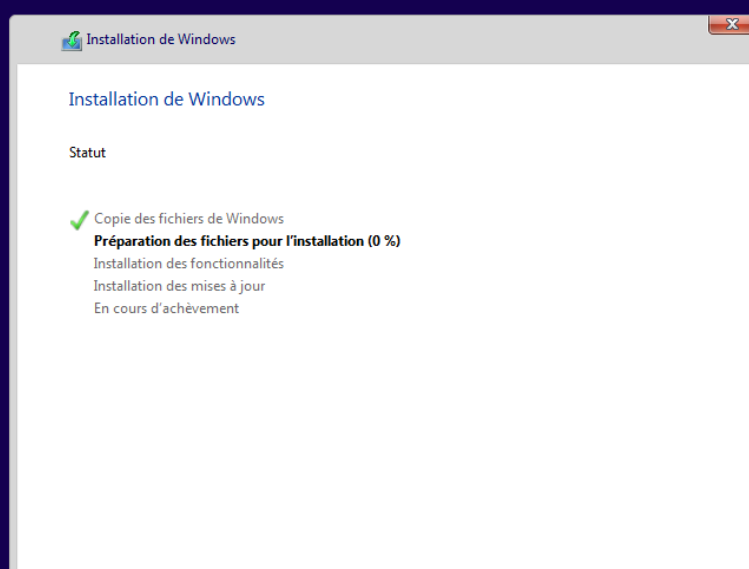 Installation de Windows
Installation de Windows
Statut
Copie des fichiers de Windows
Préparation des fichiers pour l'installation (0 %)
Installation des fonctionnalités
Installation des mises à jour
En cours d'achèvement